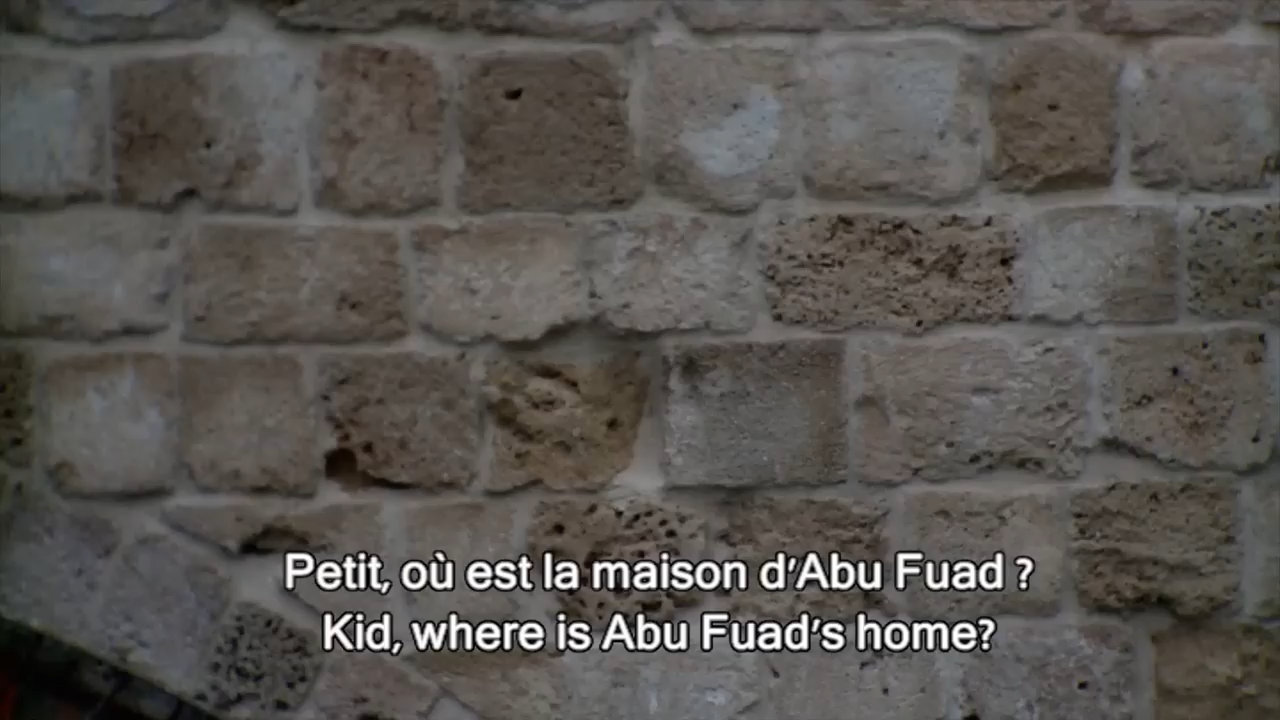 Petit, où est la maison d'Abu Fuad ?
Kid, where is Abu Fuad's home?